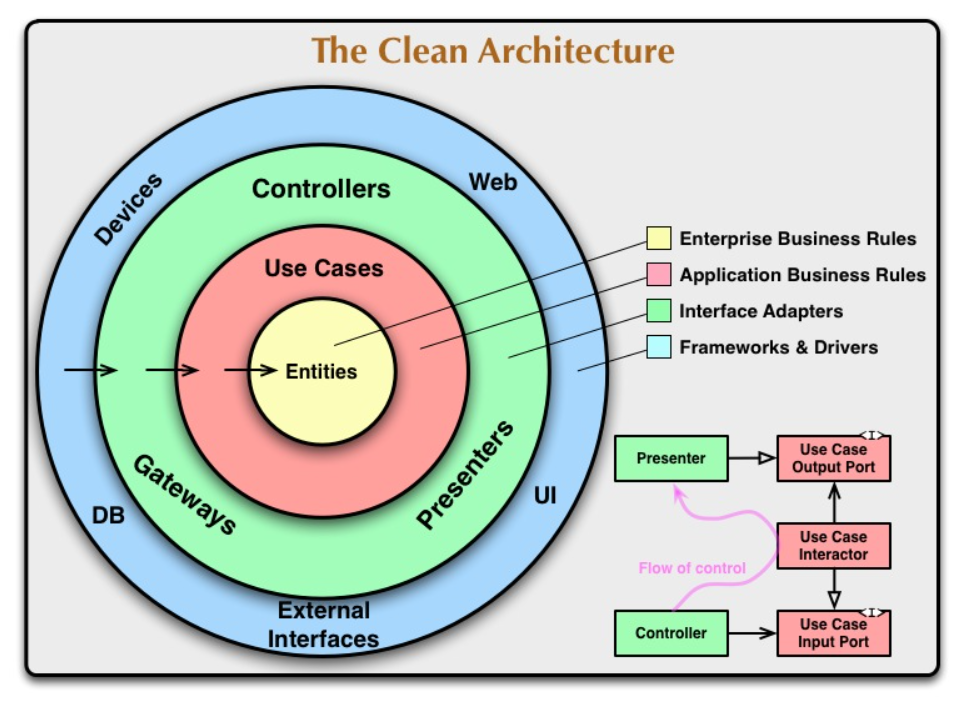 The Clean Architecture
Devices
Web
Controllers
Use Cases
Entities
Gateways
Presenters
DB
UI
External
Interfaces
Enterprise Business Rules
Application Business Rules
Interface Adapters
Frameworks & Drivers
Presenter
<I>
Use Case
Output Port
Use Case
Interactor
Flow of control
Controller
<I>
Use Case
Input Port